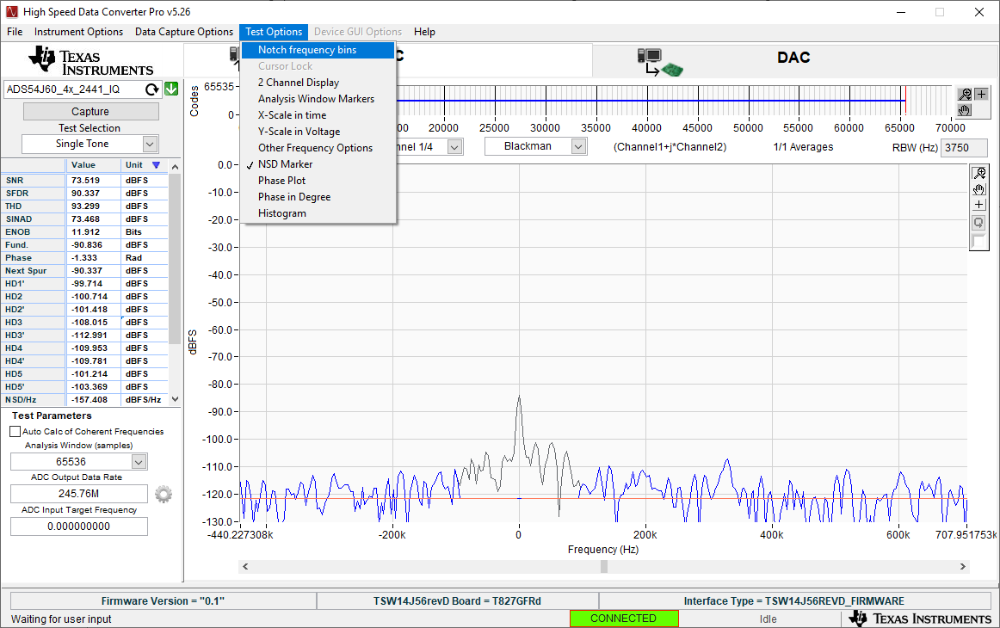 High Speed Data Converter Pro v5.26
File Instrument Options Data Capture Options Test Options Device GUI Options Help
TEXAS INSTRUMENTS
C
DAC
Notch frequency bins
Cursor Lock
2 Channel Display
Analysis Window Markers
X-Scale in time
Y-Scale in Voltage
Other Frequency Options
NSD Marker
Phase Plot
Phase in Degree
Histogram
ADS54J60_4x_2441_IQ
Capture
Test Selection
Single Tone
Value Unit
SNR 73.519 dBFS
SFDR 90.337 dBFS
THD 93.299 dBFS
SINAD 73.468 dBFS
ENOB 11.912 Bits
Fund. -90.836 dBFS
Phase -1.333 Rad
Next Spur -90.337 dBFS
HD1' -99.714 dBFS
HD2 -100.714 dBFS
HD2' -101.418 dBFS
HD3 -108.015 dBFS
HD3' -112.991 dBFS
HD4 -109.953 dBFS
HD4' -109.781 dBFS
HD5 -101.214 dBFS
HD5' -103.369 dBFS
NSD/Hz -157.408 dBFS/Hz
Test Parameters
Auto Calc of Coherent Frequencies
Analysis Window (samples)
65536
ADC Output Data Rate
245.76M
ADC Input Target Frequency
0.000000000
Codes
65535
0
00 20000 25000 30000 35000 40000 45000 50000 55000 60000 65000 70000
nel 1/4 Blackman (Channel1+j*Channel2) 1/1 Averages RBW (Hz) 3750
dBFS
0.0
-10.0
-20.0
-30.0
-40.0
-50.0
-60.0
-70.0
-80.0
-90.0
-100.0
-110.0
-120.0
-130.0
-440.227308k -200k 0 200k 400k 600k 707.951753k
Frequency (Hz)
Firmware Version = "0.1" TSW14J56revD Board = T827GFRd Interface Type = TSW14J56REVD_FIRMWARE
Waiting for user input CONNECTED Idle TEXAS INSTRUMENTS